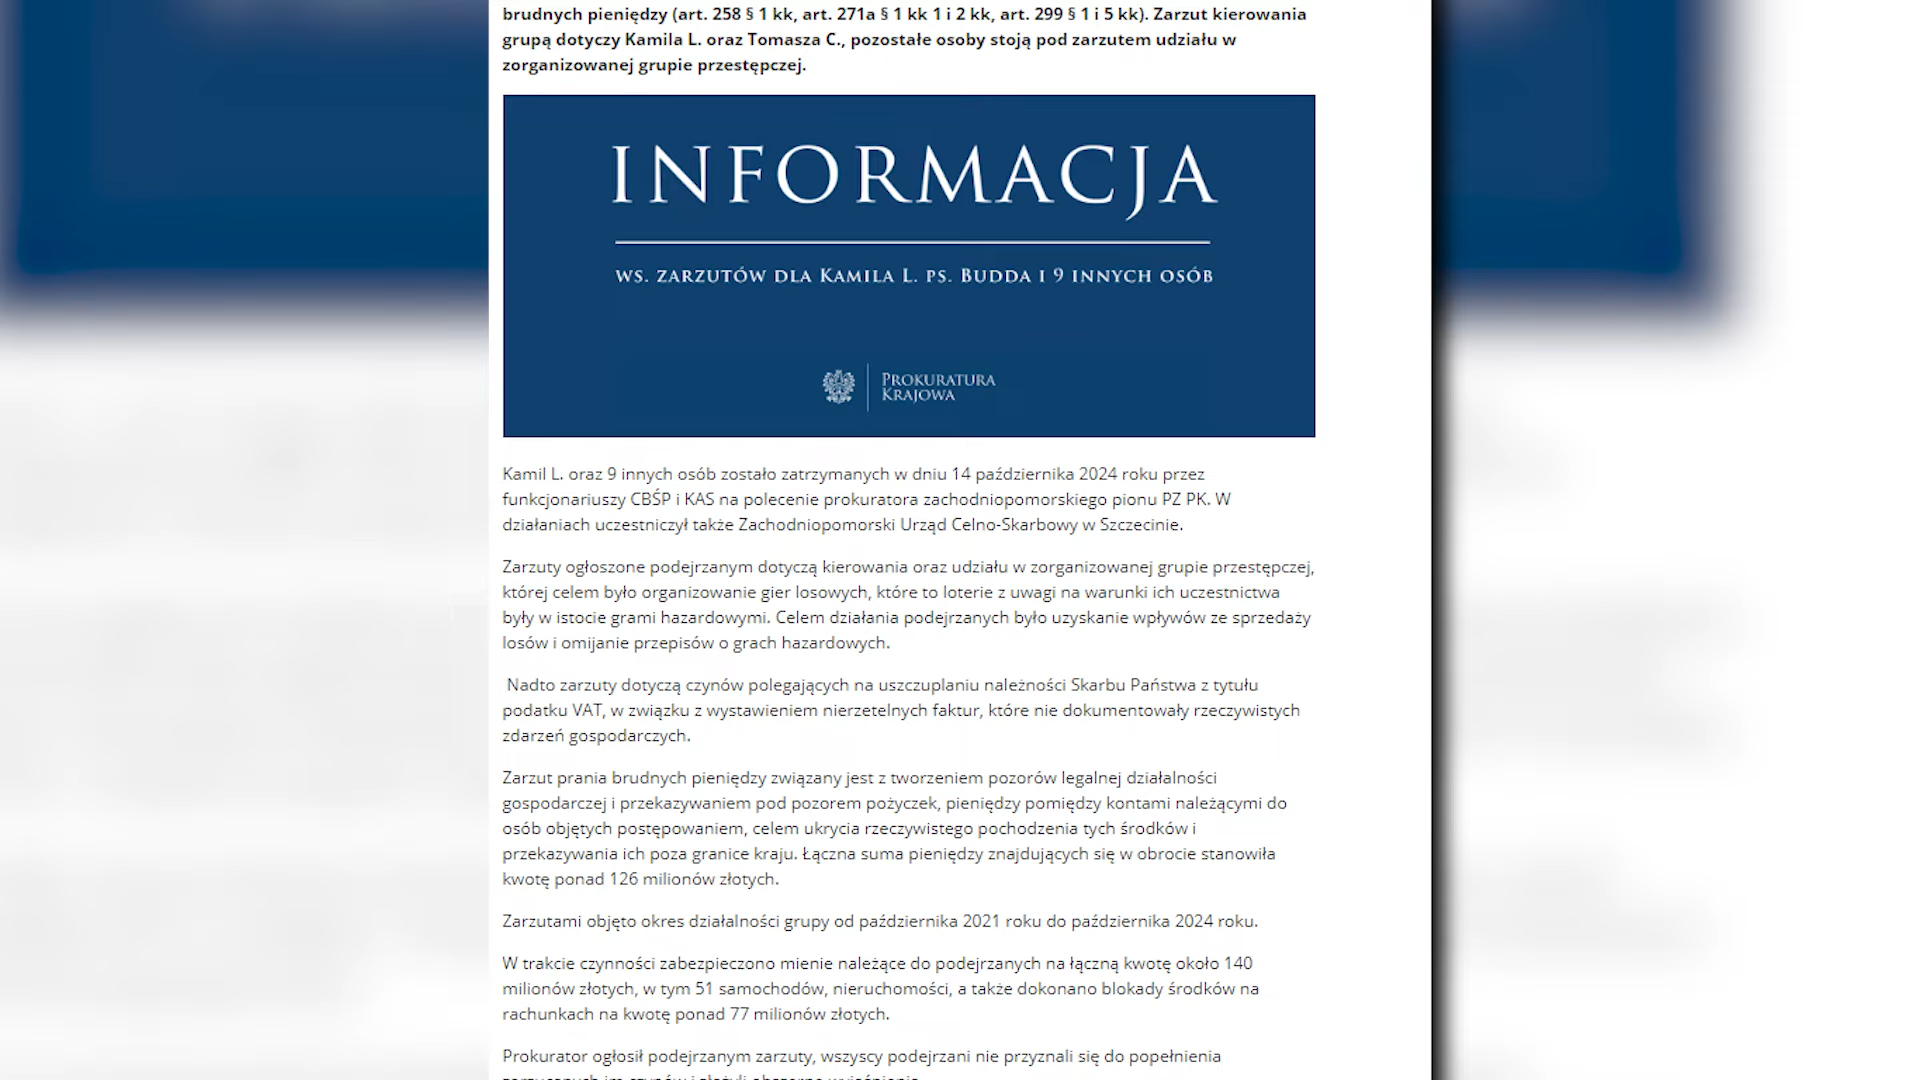 brudnych pieniędzy (art. 258 § 1 kk, art. 271a § 1 kk 1 i 2 kk, art. 299 § 1 i 5 kk). Zarzut kierowania
grupą dotyczy Kamila L. oraz Tomasza C., pozostałe osoby stoją pod zarzutem udziału w
zorganizowanej grupie przestępczej.
INFORMACJA
WS. ZARZUTÓW DLA KAMILA L. PS. BUDDA I 9 INNYCH OSÓB
PROKURATURA
KRAJOWA
Kamil L. oraz 9 innych osób zostało zatrzymanych w dniu 14 października 2024 roku przez
funkcjonariuszy CBŚP i KAS na polecenie prokuratora zachodniopomorskiego pionu PZ PK. W
działaniach uczestniczył także Zachodniopomorski Urząd Celno-Skarbowy w Szczecinie.
Zarzuty ogłoszone podejrzanym dotyczą kierowania oraz udziału w zorganizowanej grupie przestępczej,
której celem było organizowanie gier losowych, które to loterie z uwagi na warunki ich uczestnictwa
były w istocie grami hazardowymi. Celem działania podejrzanych było uzyskanie wpływów ze sprzedaży
losów i omijanie przepisów o grach hazardowych.
Nadto zarzuty dotyczą czynów polegających na uszczuplaniu należności Skarbu Państwa z tytułu
podatku VAT, w związku z wystawieniem nierzetelnych faktur, które nie dokumentowały rzeczywistych
zdarzeń gospodarczych.
Zarzut prania brudnych pieniędzy związany jest z tworzeniem pozorów legalnej działalności
gospodarczej i przekazywaniem pod pozorem pożyczek, pieniędzy pomiędzy kontami należącymi do
osób objętych postępowaniem, celem ukrycia rzeczywistego pochodzenia tych środków i
przekazywania ich poza granice kraju. Łączna suma pieniędzy znajdujących się w obrocie stanowiła
kwotę ponad 126 milionów złotych.
Zarzutami objęto okres działalności grupy od października 2021 roku do października 2024 roku.
W trakcie czynności zabezpieczono mienie należące do podejrzanych na łączną kwotę około 140
milionów złotych, w tym 51 samochodów, nieruchomości, a także dokonano blokady środków na
rachunkach na kwotę ponad 77 milionów złotych.
Prokurator ogłosił podejrzanym zarzuty, wszyscy podejrzani nie przyznali się do popełnienia